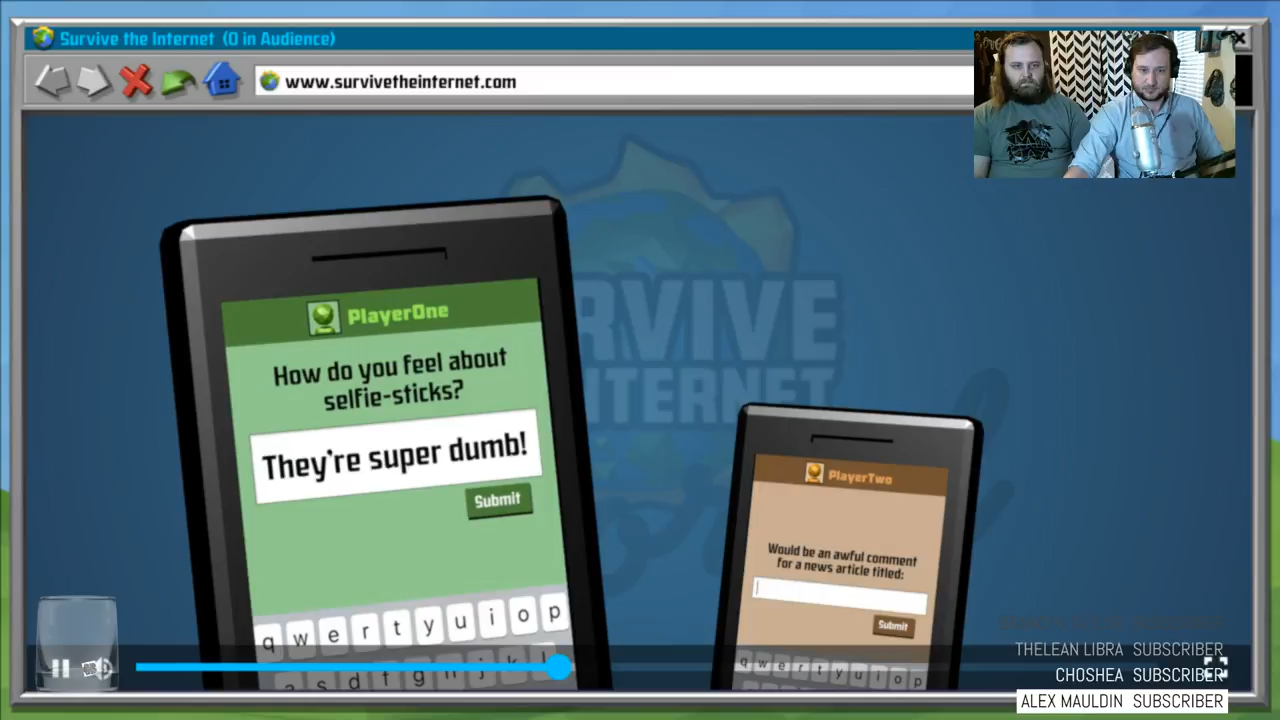 Survive the Internet (0 in Audience)
www.survivetheinternet.com
SURVIVE
INTERNET
PlayerOne
How do you feel about
selfie-sticks?
They're super dumb!
Submit
q w e r t y u i o p
a s d f g h j k l
PlayerTwo
Would be an awful comment
for a news article titled:
Submit
q w e r t y u i o p
THELEAN LIBRA SUBSCRIBER
CHOSHEA SUBSCRIBER
ALEX MAULDIN SUBSCRIBER